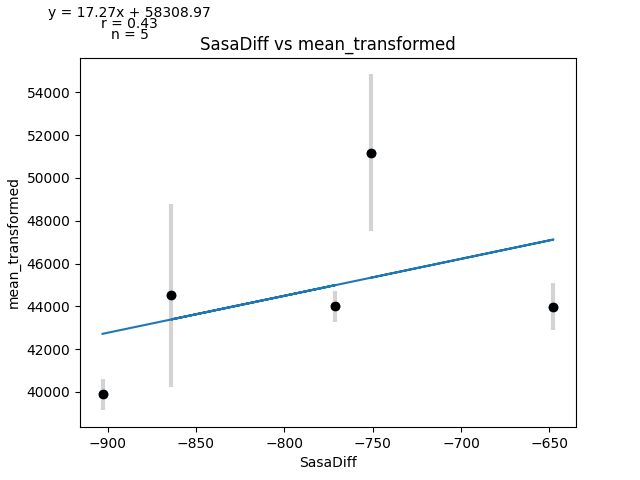 y = 17.27x + 58308.97
r = 0.43
n = 5
SasaDiff vs mean_transformed
54000
52000
50000
48000
46000
44000
42000
40000
mean_transformed
−900
−850
−800
−750
−700
−650
SasaDiff